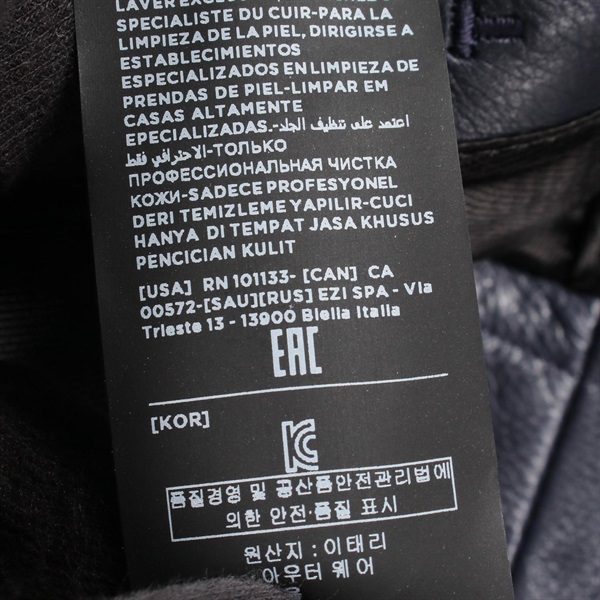 SPECIALISTE DU CUIR-PARA LA
LIMPIEZA DE LA PIEL, DIRIGIRSE A
ESTABLECIMIENTOS
ESPECIALIZADOS EN LIMPIEZA DE
PRENDAS DE PIEL-LIMPAR EM
CASAS ALTAMENTE
EPECIALIZADAS.-اعتمد على تنظيف الجلد
الاحترافي فقط-ТОЛЬКО
ПРОФЕССИОНАЛЬНАЯ ЧИСТКА
КОЖИ-SADECE PROFESYONEL
DERI TEMIZLEME YAPILIR-CUCI
HANYA DI TEMPAT JASA KHUSUS
PENCICIAN KULIT
[USA] RN 101133- [CAN] CA
00572-[SAU][RUS] EZI SPA - Via
Trieste 13 - 13900 Biella Italia
EAC
[KOR]
KC
품질경영 및 공산품안전관리법에
의한 안전·품질 표시
원산지 : 이태리
아우터 웨어